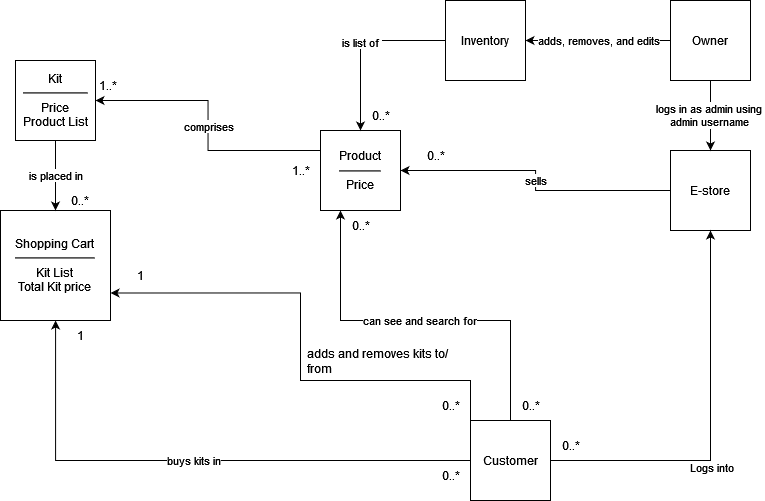 is list of
Inventory
adds, removes, and edits
Owner
Kit
Price
Product List
1..*
comprises
0..*
logs in as admin using
admin username
Product
Price
1..*
0..*
sells
E-store
is placed in
0..*
Shopping Cart
Kit List
Total Kit price
0..*
1
1
can see and search for
adds and removes kits to/
from
0..*
0..*
Customer
0..*
buys kits in
0..*
Logs into